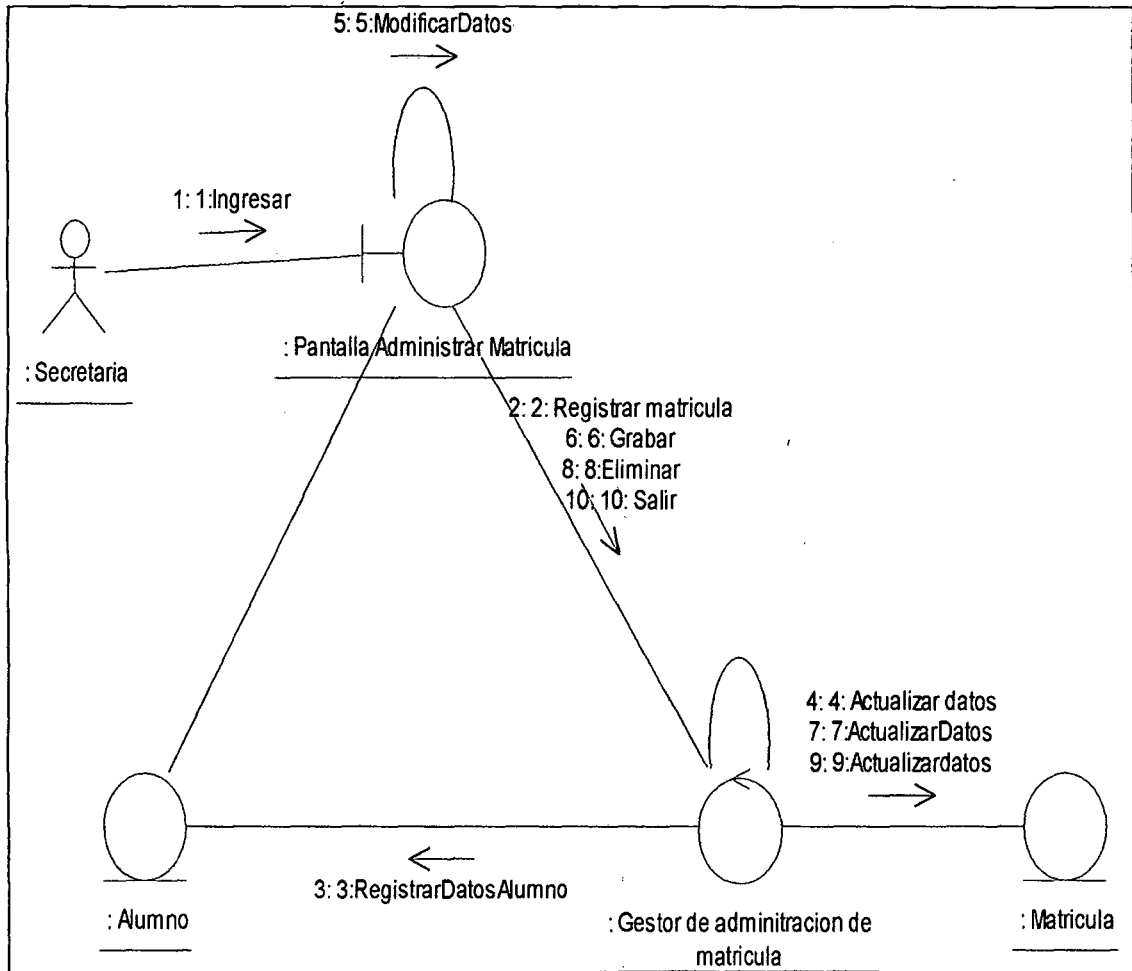 5: 5:ModificarDatos
1: 1:Ingresar
: Secretaria
: Pantalla Administrar Matricula
2: 2: Registrar matricula
6: 6: Grabar
8: 8:Eliminar
10: 10: Salir
4: 4: Actualizar datos
7: 7:ActualizarDatos
9: 9:Actualizardatos
3: 3:RegistrarDatosAlumno
: Alumno
: Gestor de adminitracion de
matricula
: Matricula